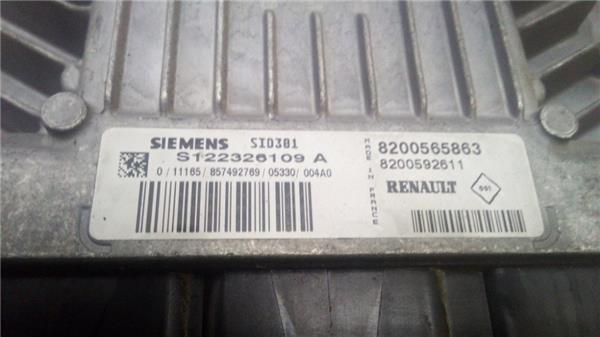 SIEMENS SID301
S122326109 A
0 / 11165 / 857492769 / 05330 / 004A0
MADE IN FRANCE
8200565863
8200592611
RENAULT